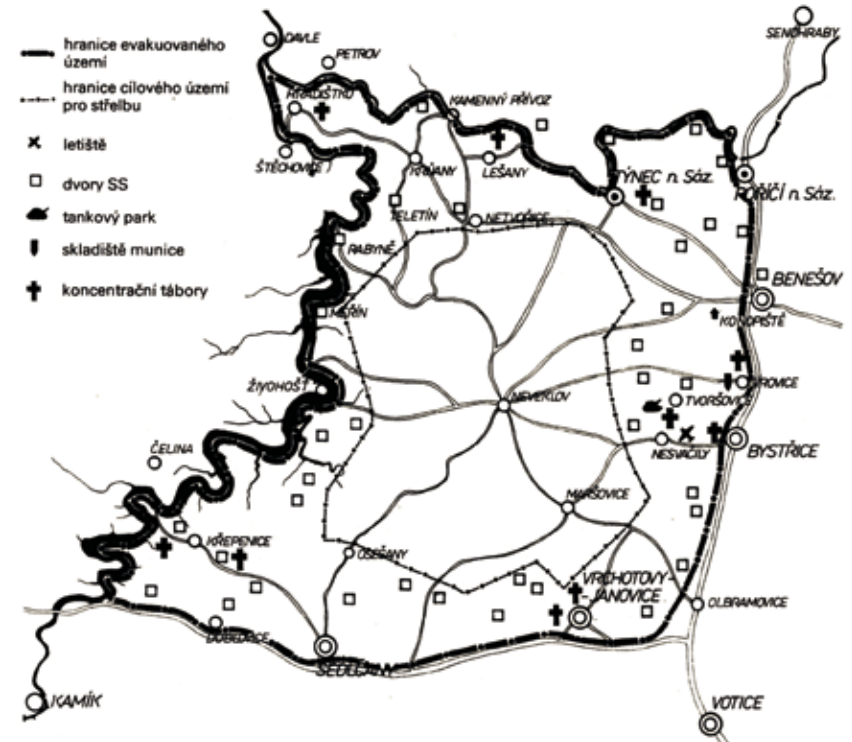 hranice evakuovaného
území
hranice cílového území
pro střelbu
letiště
dvory SS
tankový park
skladiště munice
koncentrační tábory
DAVLE
PETROV
SENOHRABY
HRADIŠTKO
KAMENNÝ PŘÍVOZ
ŠTĚCHOVICE
KRŇANY
LEŠANY
TÝNEC n. Sáz.
POŘÍČÍ n. Sáz.
TELETÍN
NETVOŘICE
RABYNĚ
BENEŠOV
MĚŘÍN
KONOPIŠTĚ
ŽIVOHOŠŤ
NEVEKLOV
TVORŠOVICE
ČELINA
NESVAČILY
BYSTŘICE
MARŠOVICE
KŘEPENICE
OSEČANY
VRCHOTOVY-
JANOVICE
OLBRAMOVICE
SEDLČANY
KAMÍK
VOTICE